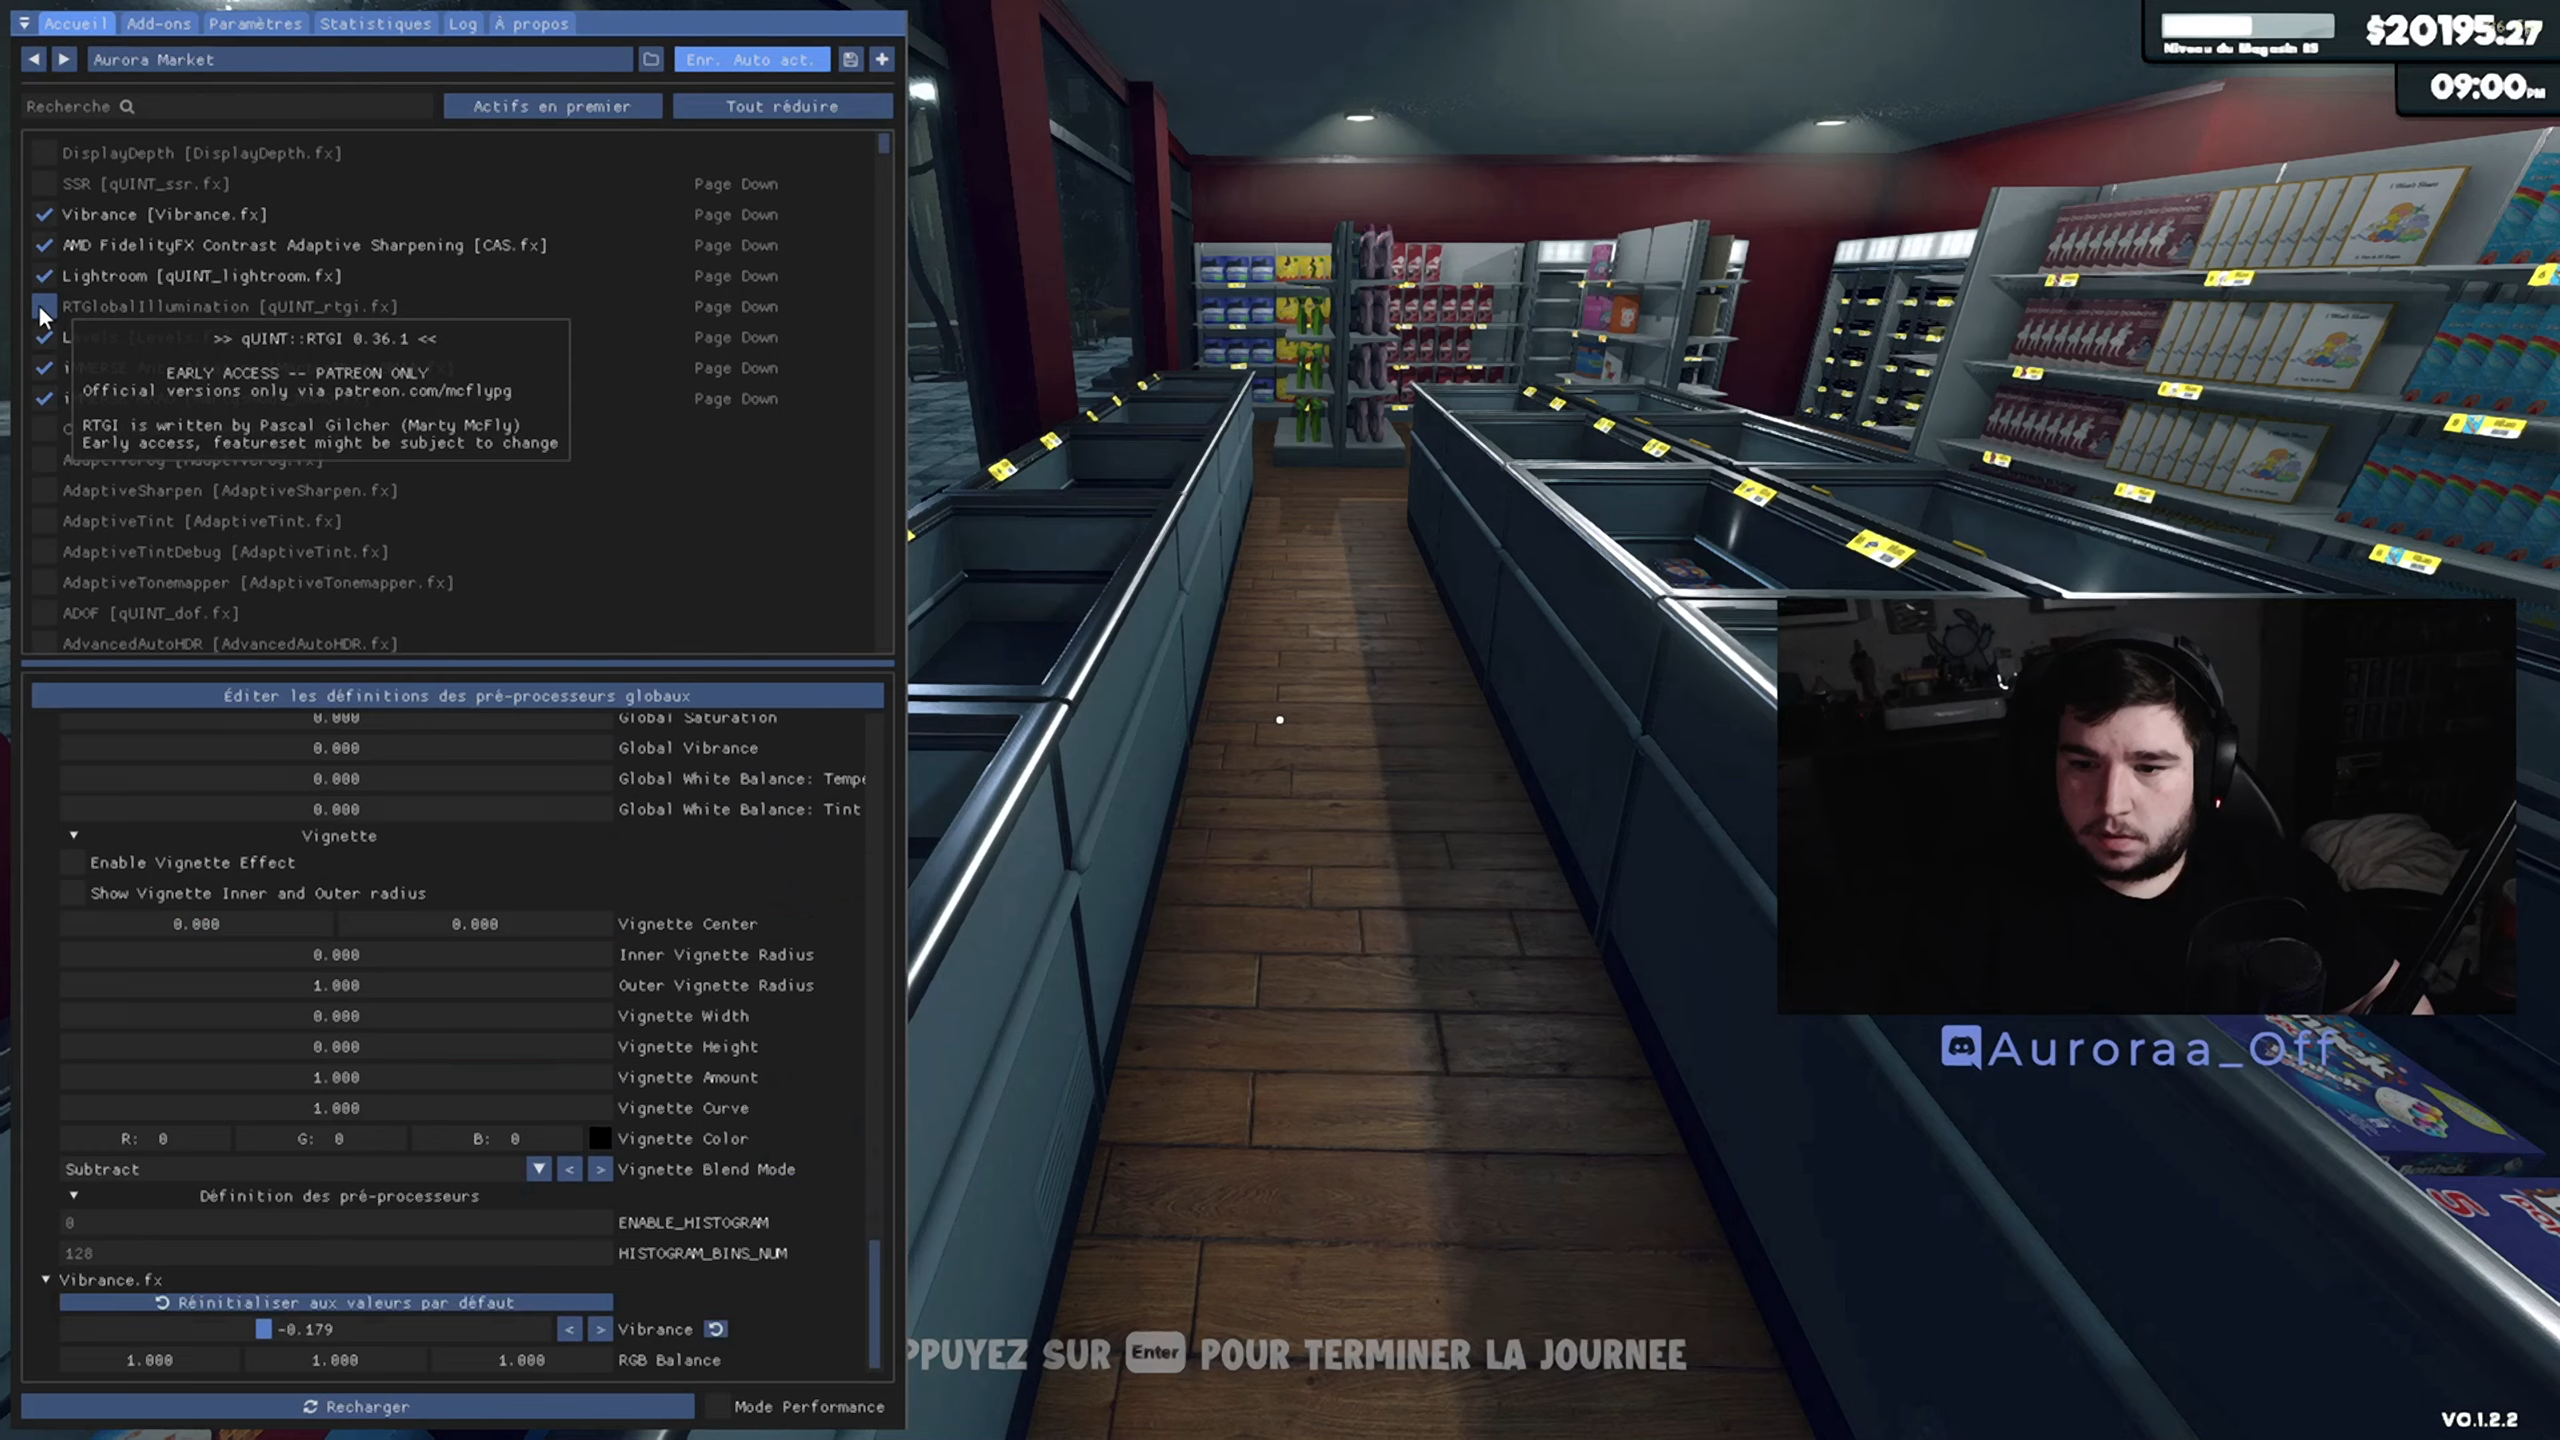 Accueil Add-ons Paramètres Statistiques Log À propos
Aurora Market
Enr. Auto act.
Recherche
Actifs en premier
Tout réduire
DisplayDepth [DisplayDepth.fx]
SSR [qUINT_ssr.fx] Page Down
Vibrance [Vibrance.fx] Page Down
AMD FidelityFX Contrast Adaptive Sharpening [CAS.fx] Page Down
Lightroom [qUINT_lightroom.fx] Page Down
RTGlobalIllumination [qUINT_rtgi.fx] Page Down
>> qUINT::RTGI 0.36.1 << Page Down
EARLY ACCESS -- PATREON ONLY Page Down
Official versions only via patreon.com/mcflypg Page Down
RTGI is written by Pascal Gilcher (Marty McFly)
Early access, featureset might be subject to change
AdaptiveSharpen [AdaptiveSharpen.fx]
AdaptiveTint [AdaptiveTint.fx]
AdaptiveTintDebug [AdaptiveTint.fx]
AdaptiveTonemapper [AdaptiveTonemapper.fx]
ADOF [qUINT_dof.fx]
AdvancedAutoHDR [AdvancedAutoHDR.fx]
Éditer les définitions des pré-processeurs globaux
0.000 Global Saturation
0.000 Global Vibrance
0.000 Global White Balance: Tempe
0.000 Global White Balance: Tint
Vignette
Enable Vignette Effect
Show Vignette Inner and Outer radius
0.000 0.000 Vignette Center
0.000 Inner Vignette Radius
1.000 Outer Vignette Radius
0.000 Vignette Width
0.000 Vignette Height
1.000 Vignette Amount
1.000 Vignette Curve
R: 0 G: 0 B: 0 Vignette Color
Subtract < > Vignette Blend Mode
Définition des pré-processeurs
0 ENABLE_HISTOGRAM
128 HISTOGRAM_BINS_NUM
Vibrance.fx
Réinitialiser aux valeurs par défaut
-0.179 < > Vibrance
1.000 1.000 1.000 RGB Balance
Recharger
Mode Performance
Niveau du Magasin 85
$20195.27
09:00PM
Auroraa_Off
PPUYEZ SUR Enter POUR TERMINER LA JOURNEE
V0.1.2.2